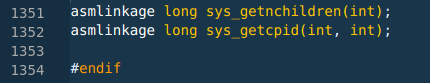 1351 asmlinkage long sys_getnchildren(int);
1352 asmlinkage long sys_getcpid(int, int);
1353
1354 #endif